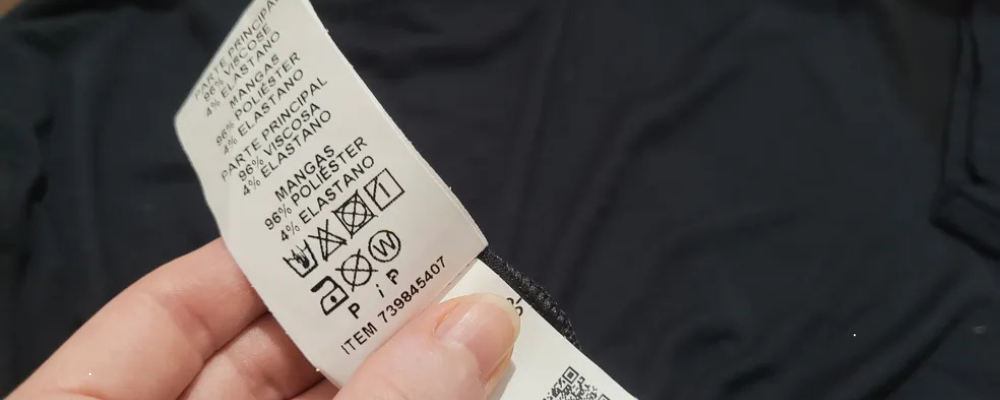 PARTE PRINCIPAL
96% VISCOSE
4% ELASTANO
MANGAS
96% POLIÉSTER
4% ELASTANO
PARTE PRINCIPAL
96% VISCOSA
4% ELASTANO
MANGAS
96% POLIÉSTER
4% ELASTANO
W
P i P
ITEM 739845407